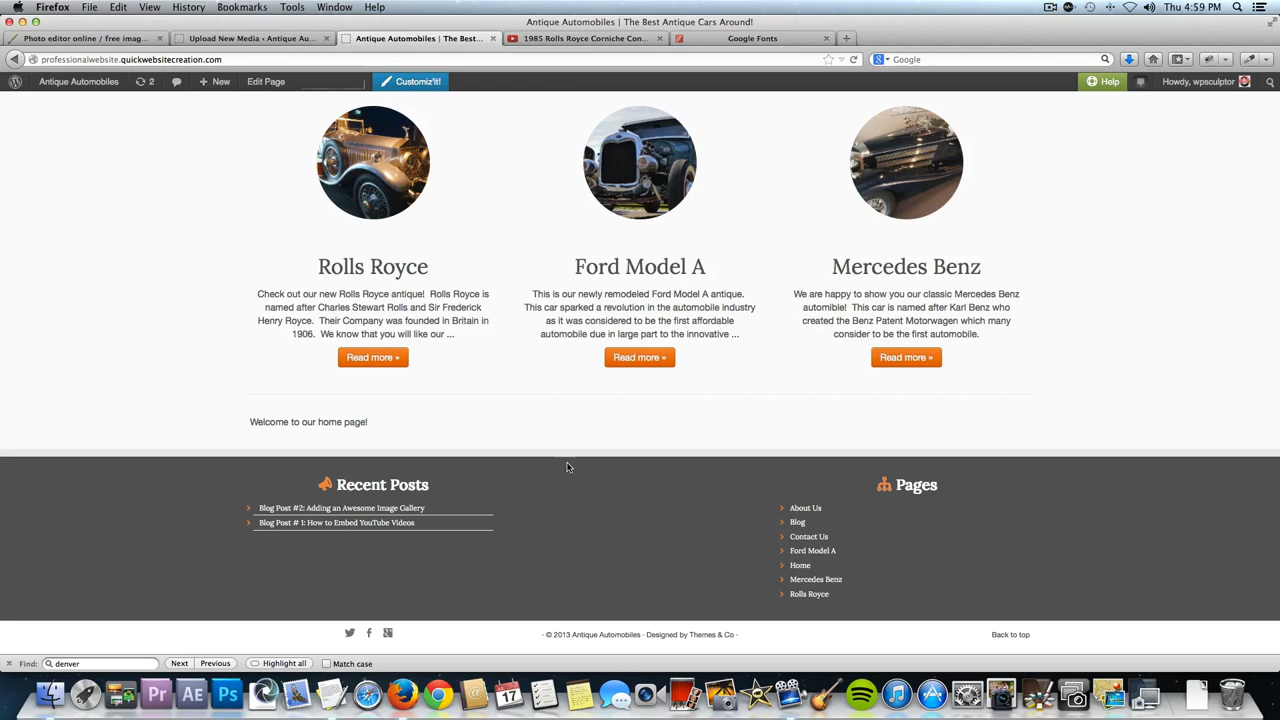 Firefox File Edit View History Bookmarks Tools Window Help Thu 4:59 PM
Antique Automobiles | The Best Antique Cars Around!
Photo editor online / free imag... Upload New Media ‹ Antique Au... Antique Automobiles | The Best... 1985 Rolls Royce Corniche Con... Google Fonts
professionalwebsite.quickwebsitecreation.com Google
Antique Automobiles 2 New Edit Page Customiz'it! Help Howdy, wpsculptor
Rolls Royce
Check out our new Rolls Royce antique! Rolls Royce is
named after Charles Stewart Rolls and Sir Frederick
Henry Royce. Their Company was founded in Britain in
1906. We know that you will like our ...
Read more »
Ford Model A
This is our newly remodeled Ford Model A antique.
This car sparked a revolution in the automobile industry
as it was considered to be the first affordable
automobile due in large part to the innovative ...
Read more »
Mercedes Benz
We are happy to show you our classic Mercedes Benz
automible! This car is named after Karl Benz who
created the Benz Patent Motorwagen which many
consider to be the first automobile.
Read more »
Welcome to our home page!
Recent Posts
Blog Post #2: Adding an Awesome Image Gallery
Blog Post # 1: How to Embed YouTube Videos
Pages
About Us
Blog
Contact Us
Ford Model A
Home
Mercedes Benz
Rolls Royce
· © 2013 Antique Automobiles · Designed by Themes & Co ·
Back to top
Find: denver Next Previous Highlight all Match case
Pr Ae Ps 17